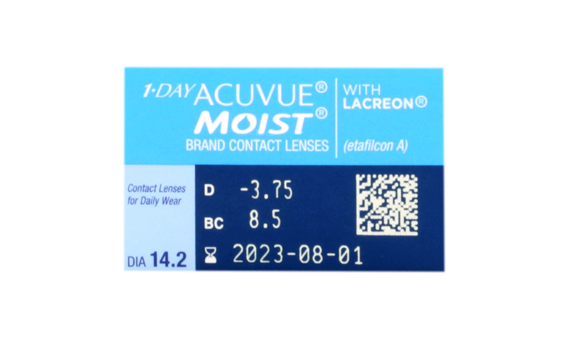 1·DAY ACUVUE® MOIST®
BRAND CONTACT LENSES
WITH
LACREON®
(etafilcon A)
Contact Lenses
for Daily Wear
DIA 14.2
D -3.75
BC 8.5
2023-08-01